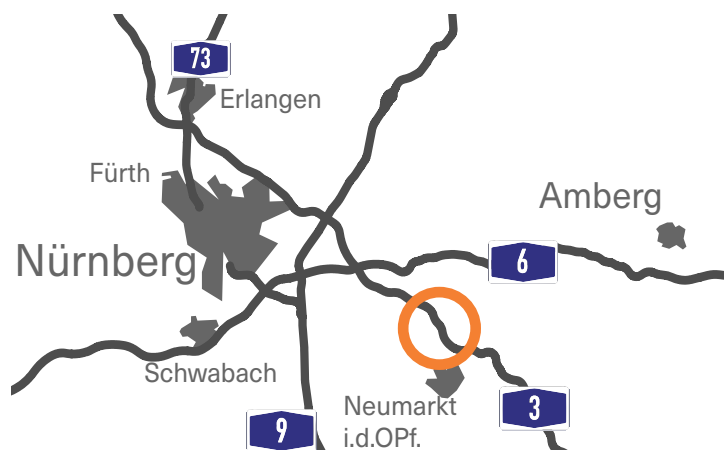 73
Erlangen
Fürth
Amberg
Nürnberg
6
Schwabach
Neumarkt
i.d.OPf.
3
9